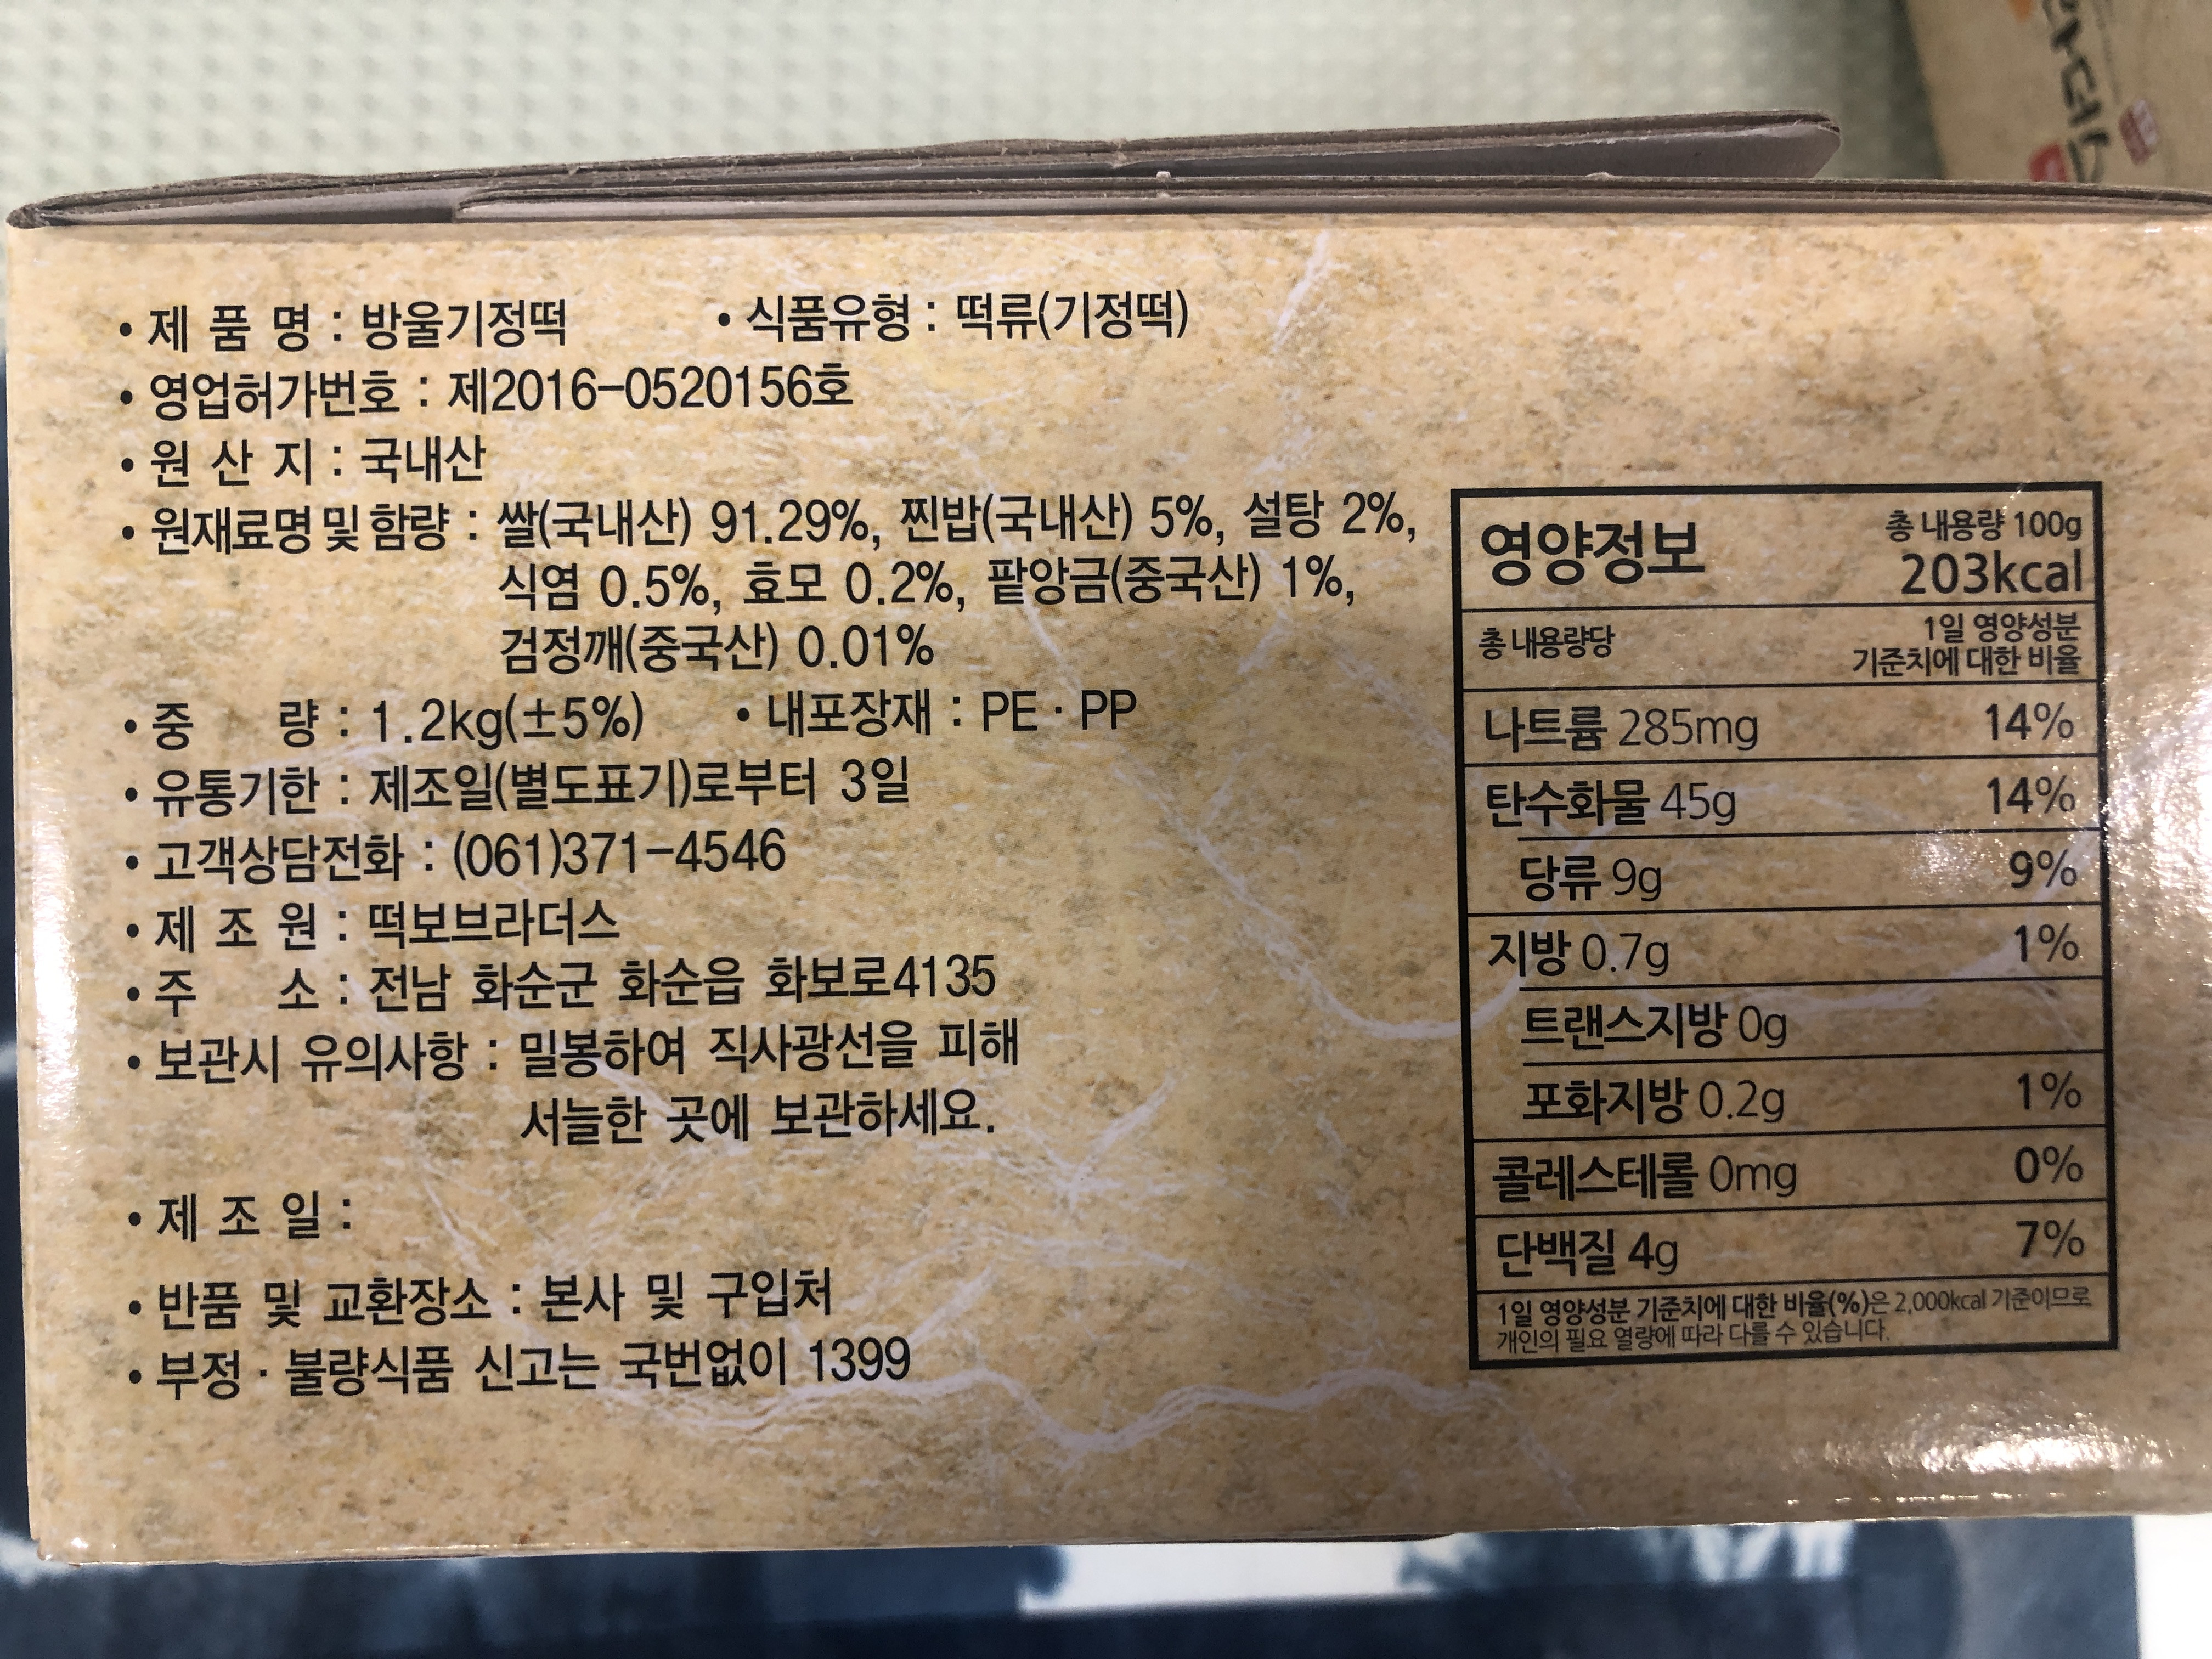 라더스
• 제 품 명 : 방울기정떡 • 식품유형 : 떡류(기정떡)
• 영업허가번호 : 제2016-0520156호
• 원 산 지 : 국내산
• 원재료명 및 함량 : 쌀(국내산) 91.29%, 찐밥(국내산) 5%, 설탕 2%,
식염 0.5%, 효모 0.2%, 팥앙금(중국산) 1%,
검정깨(중국산) 0.01%
• 중 량 : 1.2kg(±5%) • 내포장재 : PE · PP
• 유통기한 : 제조일(별도표기)로부터 3일
• 고객상담전화 : (061)371-4546
• 제 조 원 : 떡보브라더스
• 주 소 : 전남 화순군 화순읍 화보로4135
• 보관시 유의사항 : 밀봉하여 직사광선을 피해
서늘한 곳에 보관하세요.
• 제 조 일 :
• 반품 및 교환장소 : 본사 및 구입처
• 부정 · 불량식품 신고는 국번없이 1399
영양정보 총 내용량 100g
203kcal
총 내용량당 1일 영양성분
기준치에 대한 비율
나트륨 285mg 14%
탄수화물 45g 14%
당류 9g 9%
지방 0.7g 1%
트랜스지방 0g
포화지방 0.2g 1%
콜레스테롤 0mg 0%
단백질 4g 7%
1일 영양성분 기준치에 대한 비율(%)은 2,000kcal 기준이므로
개인의 필요 열량에 따라 다를 수 있습니다.